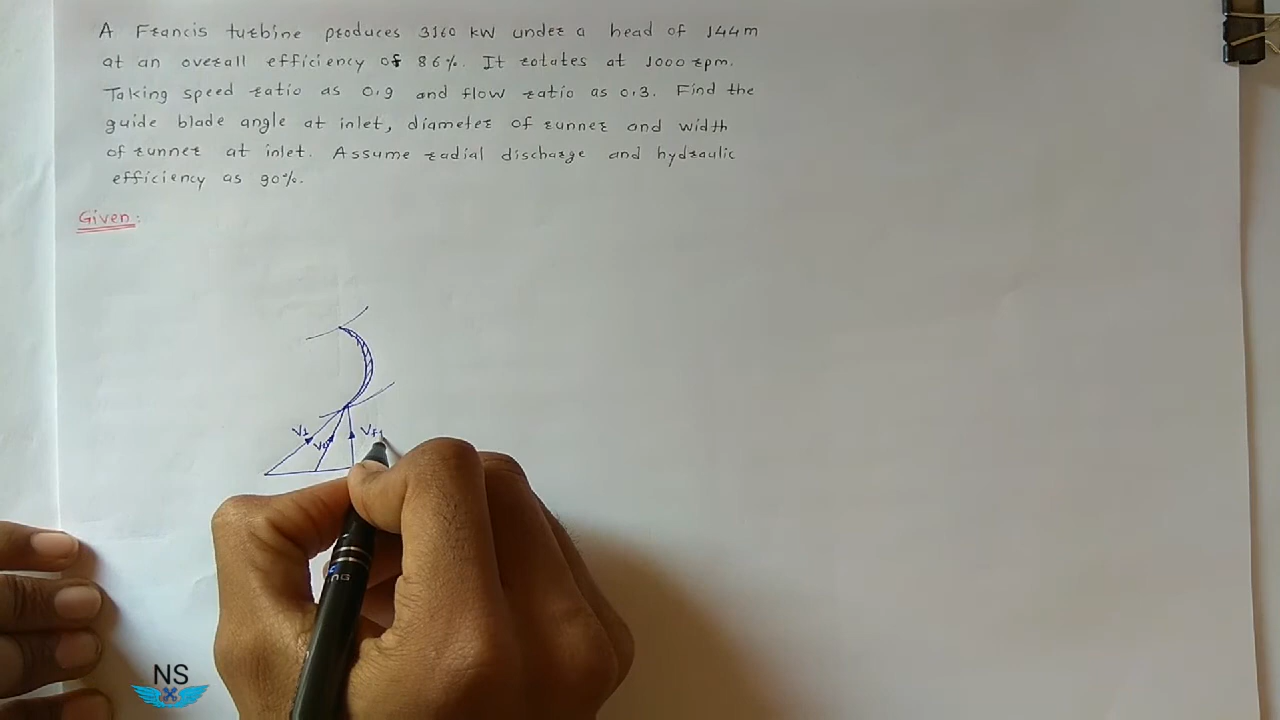 A Francis turbine produces 3160 kW under a head of 144m
at an overall efficiency of 86%. It rotates at 1000 rpm.
Taking speed ratio as 0.9 and flow ratio as 0.3. Find the
guide blade angle at inlet, diameter of runner and width
of runner at inlet. Assume radial discharge and hydraulic
efficiency as 90%.
Given:
V1
Vf1
NS